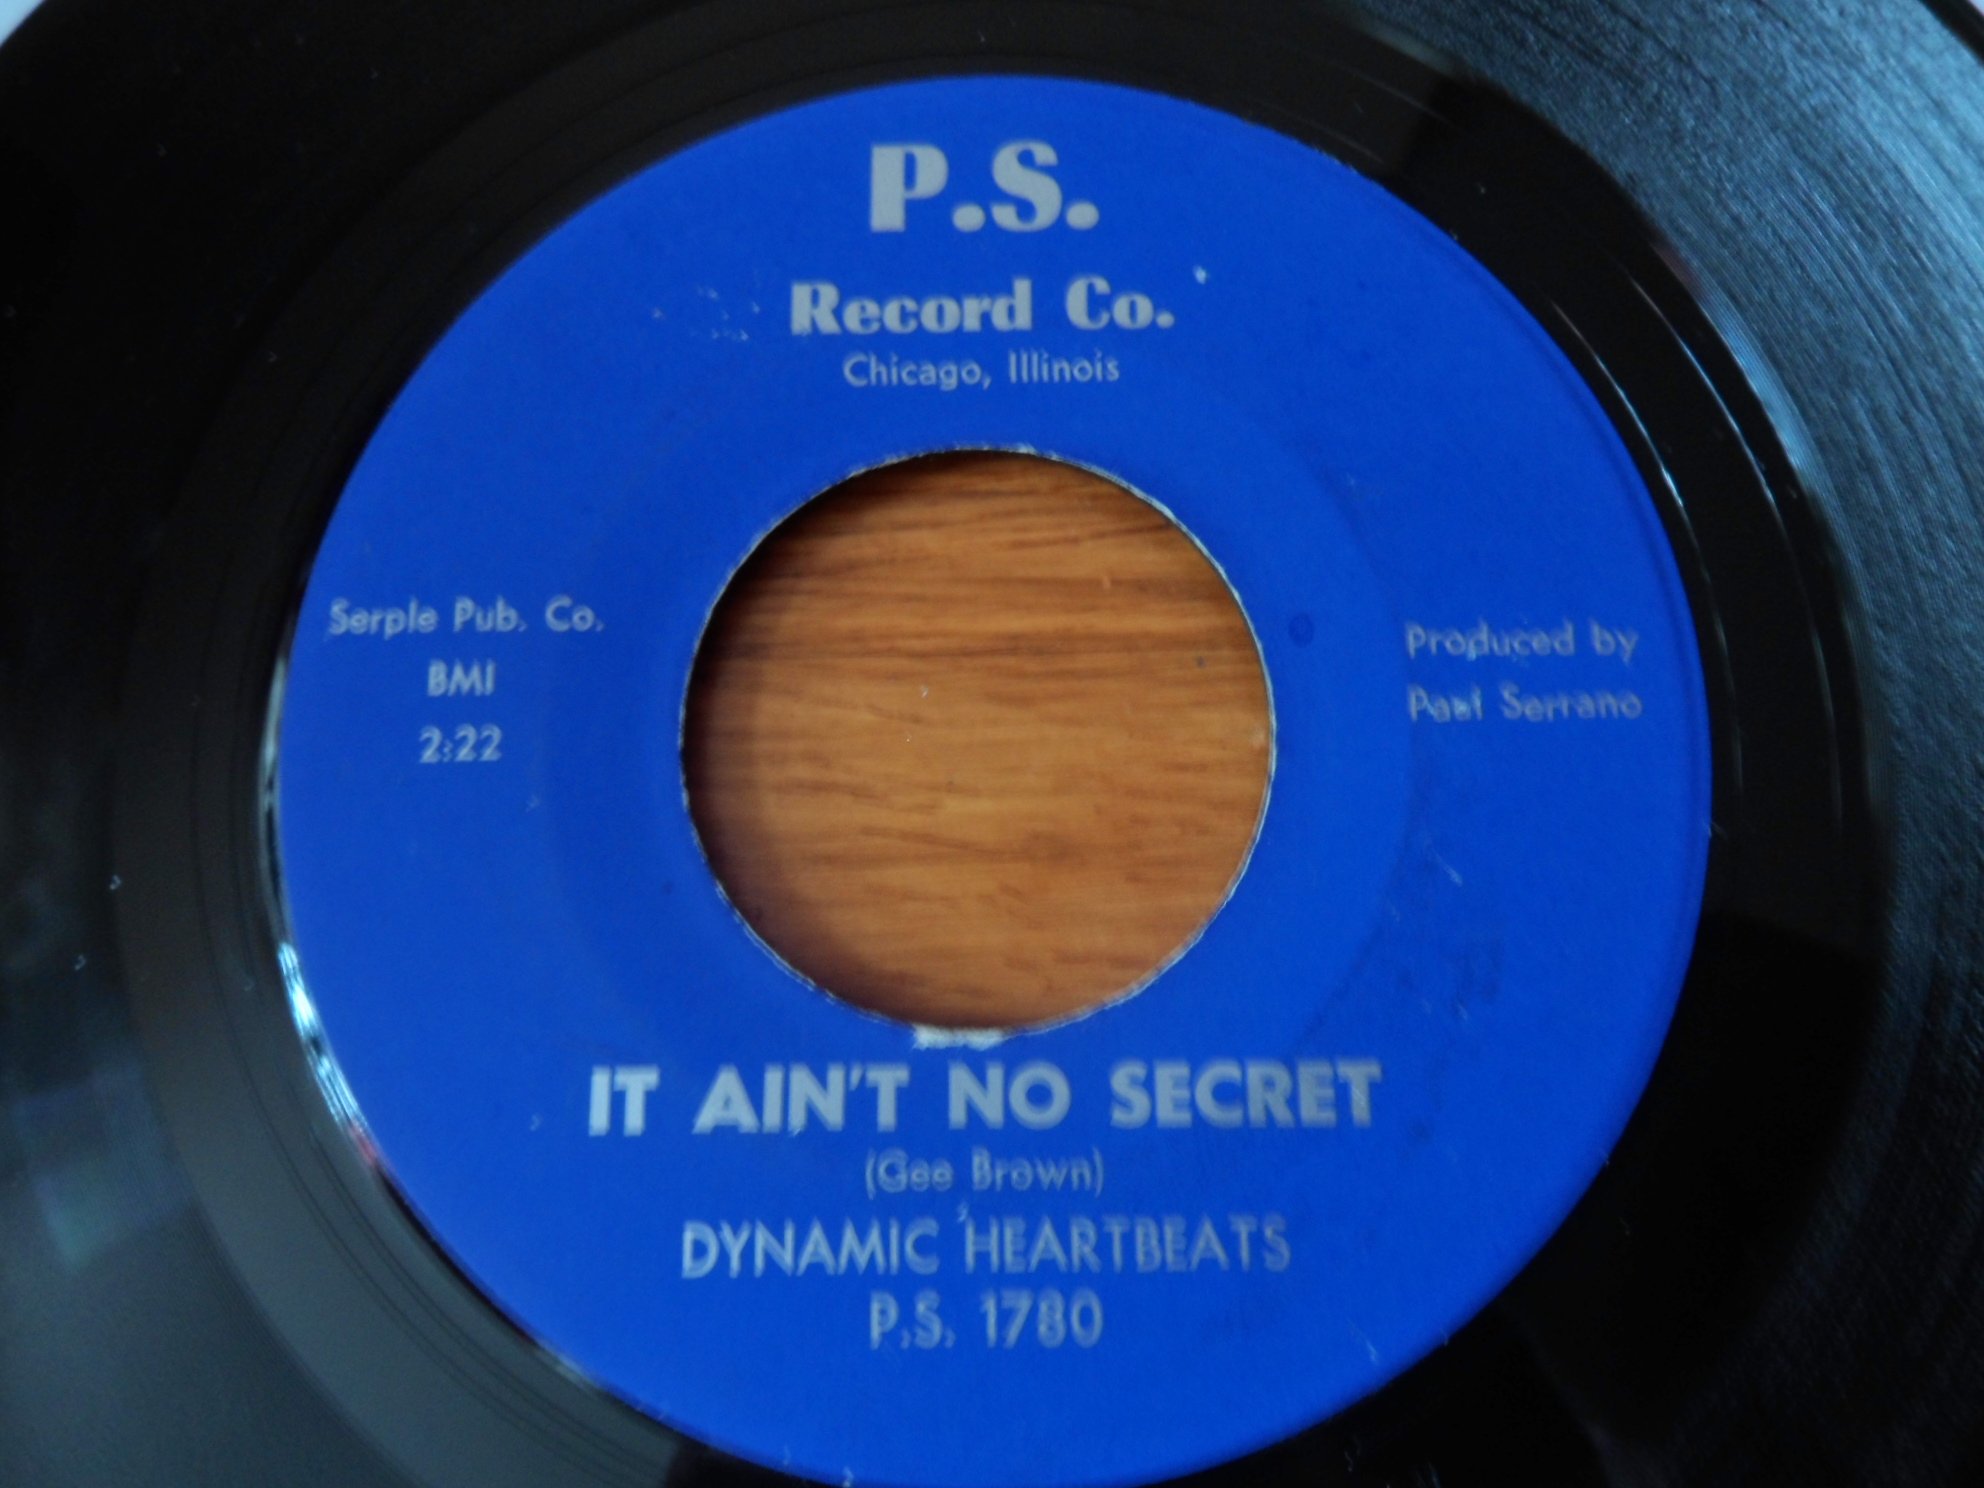 P.S.
Record Co.
Chicago, Illinois
Serple Pub. Co.
BMI
2:22
Produced by
Paul Serrano
IT AIN'T NO SECRET
(Gee Brown)
DYNAMIC HEARTBEATS
P.S. 1780